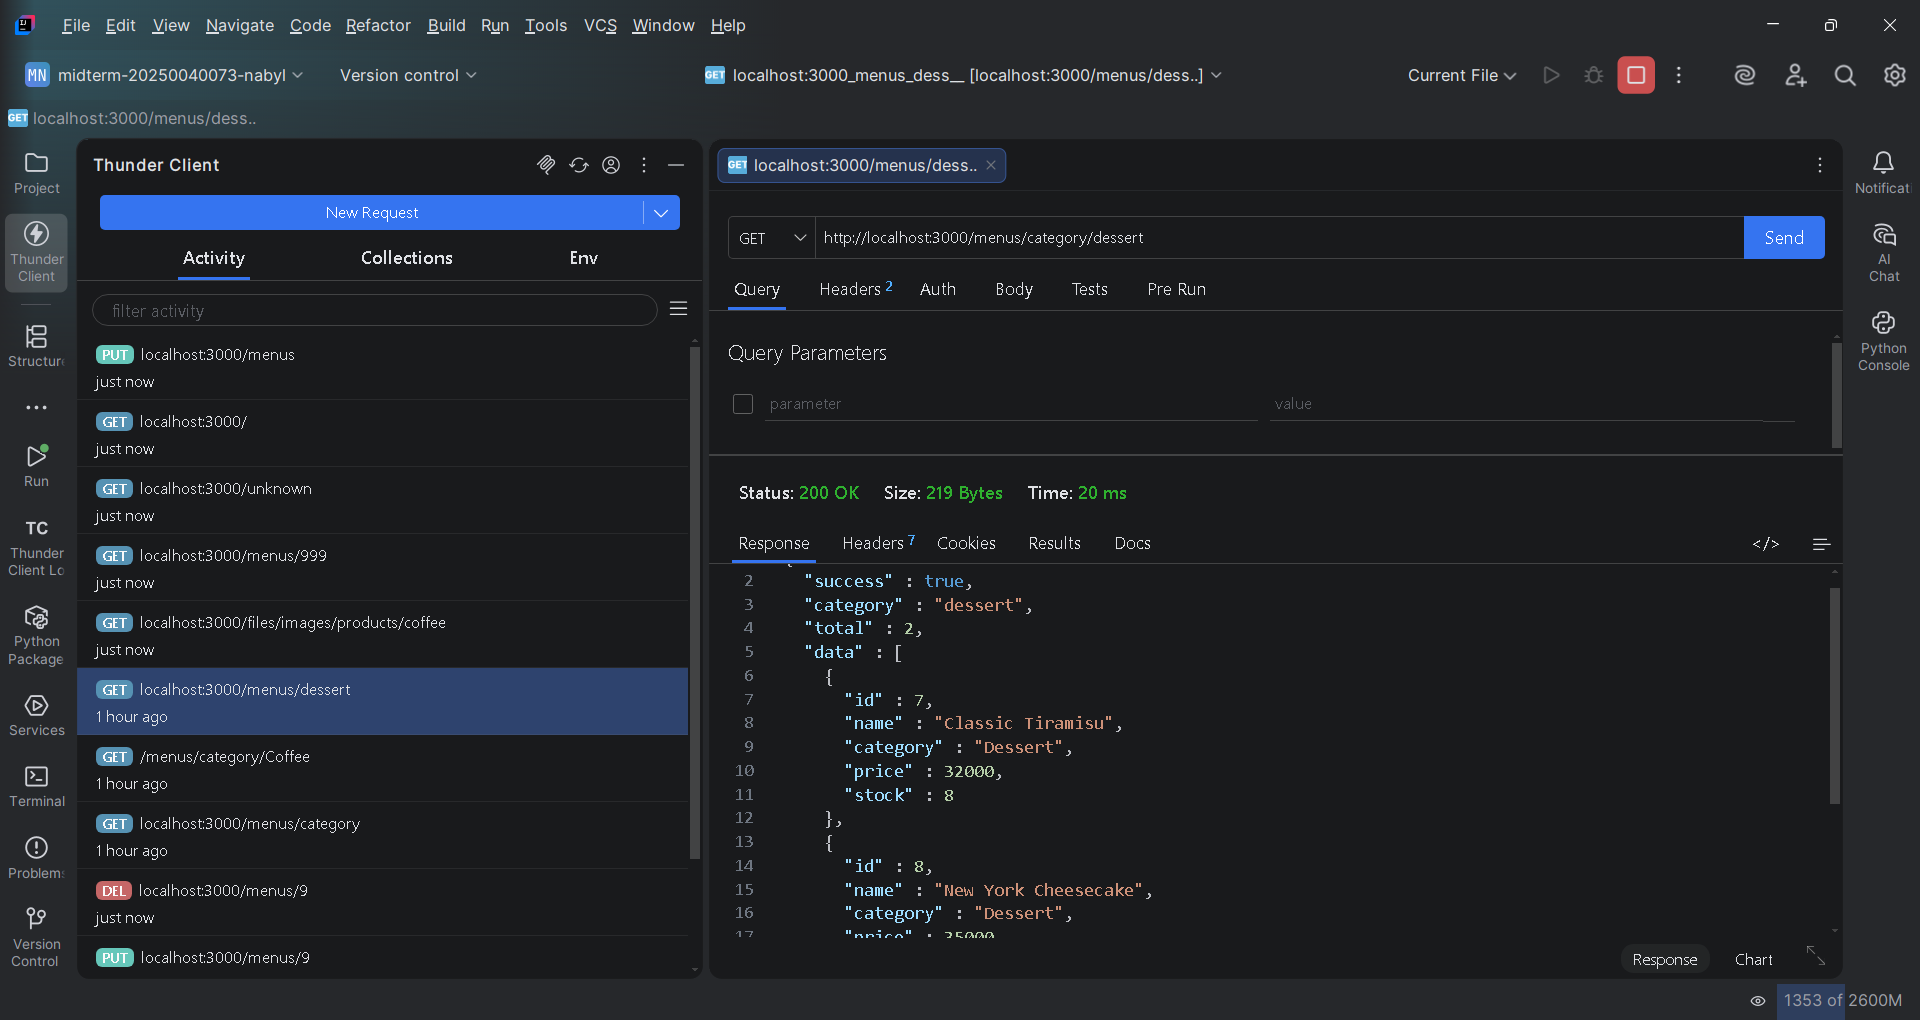 File Edit View Navigate Code Refactor Build Run Tools VCS Window Help
MN midterm-20250040073-nabyl Version control GET localhost:3000_menus_dess__ [localhost:3000/menus/dess..] Current File
GET localhost:3000/menus/dess..
Project
Thunder
Client
Structure
Run
TC
Thunder
Client Lo
Python
Package
Services
Terminal
Problems
Version
Control
Thunder Client
New Request
Activity Collections Env
filter activity
PUT localhost:3000/menus
just now
GET localhost:3000/
just now
GET localhost:3000/unknown
just now
GET localhost:3000/menus/999
just now
GET localhost:3000/files/images/products/coffee
just now
GET localhost:3000/menus/dessert
1 hour ago
GET /menus/category/Coffee
1 hour ago
GET localhost:3000/menus/category
1 hour ago
DEL localhost:3000/menus/9
just now
PUT localhost:3000/menus/9
GET localhost:3000/menus/dess..
GET http://localhost:3000/menus/category/dessert Send
Query Headers 2 Auth Body Tests Pre Run
Query Parameters
parameter value
Status: 200 OK Size: 219 Bytes Time: 20 ms
Response Headers 7 Cookies Results Docs </>
2 "success" : true,
3 "category" : "dessert",
4 "total" : 2,
5 "data" : [
6 {
7 "id" : 7,
8 "name" : "Classic Tiramisu",
9 "category" : "Dessert",
10 "price" : 32000,
11 "stock" : 8
12 },
13 {
14 "id" : 8,
15 "name" : "New York Cheesecake",
16 "category" : "Dessert",
17 "price" : 35000
Response Chart
Notificati
AI
Chat
Python
Console
1353 of 2600M